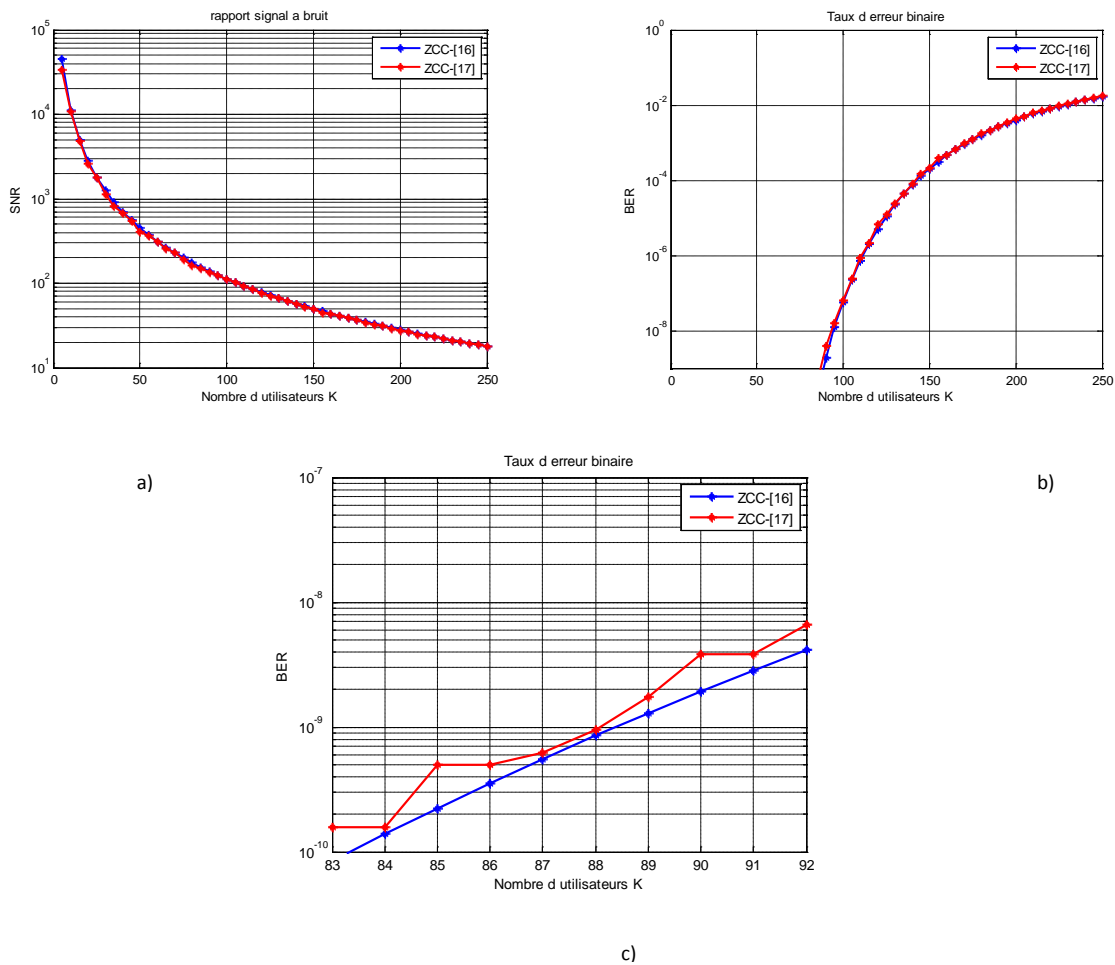 rapport signal a bruit
SNR
10^5
10^4
10^3
10^2
10^1
ZCC-[16]
ZCC-[17]
0 50 100 150 200 250
Nombre d utilisateurs K
a)
Taux d erreur binaire
BER
10^0
10^-2
10^-4
10^-6
10^-8
ZCC-[16]
ZCC-[17]
0 50 100 150 200 250
Nombre d utilisateurs K
b)
Taux d erreur binaire
BER
10^-7
10^-8
10^-9
10^-10
ZCC-[16]
ZCC-[17]
83 84 85 86 87 88 89 90 91 92
Nombre d utilisateurs K
c)